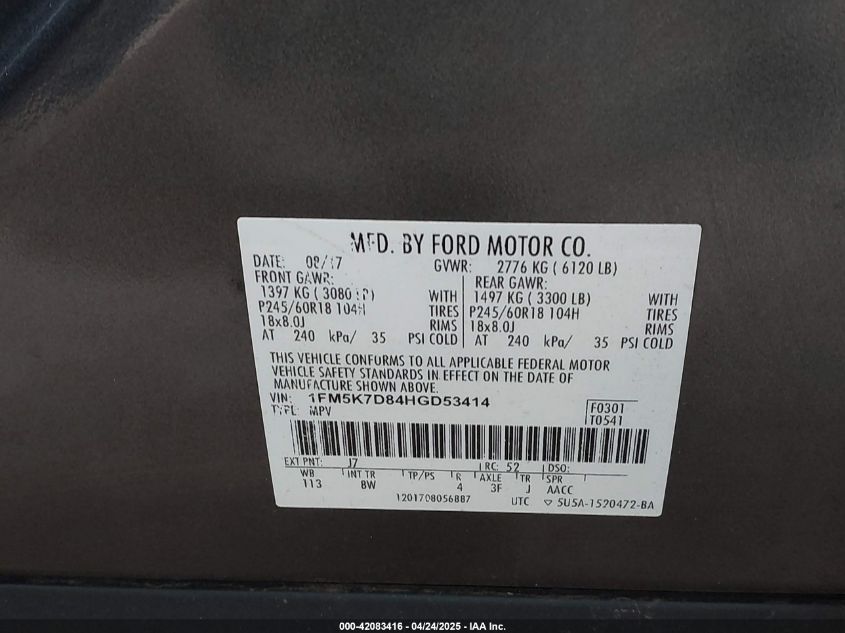 MFD. BY FORD MOTOR CO.
DATE: 08/17 GVWR: 2776 KG ( 6120 LB)
FRONT GAWR: REAR GAWR:
1397 KG ( 3080 LB) WITH 1497 KG ( 3300 LB) WITH
P245/60R18 104H TIRES P245/60R18 104H TIRES
18x8.0J RIMS 18x8.0J RIMS
AT 240 kPa/ 35 PSI COLD AT 240 kPa/ 35 PSI COLD
THIS VEHICLE CONFORMS TO ALL APPLICABLE FEDERAL MOTOR
VEHICLE SAFETY STANDARDS IN EFFECT ON THE DATE OF
MANUFACTURE SHOWN ABOVE.
VIN: 1FM5K7D84HGD53414 F0301
TYPE: MPV T0541
EXT PNT: J7 RC: 52 DSO:
WB INT TR TP/PS R AXLE TR SPR
113 8W 4 3F J AACC
1201708056887 UTC ▽ 5U5A-1520472-BA
000-42083416 - 04/24/2025 - IAA Inc.